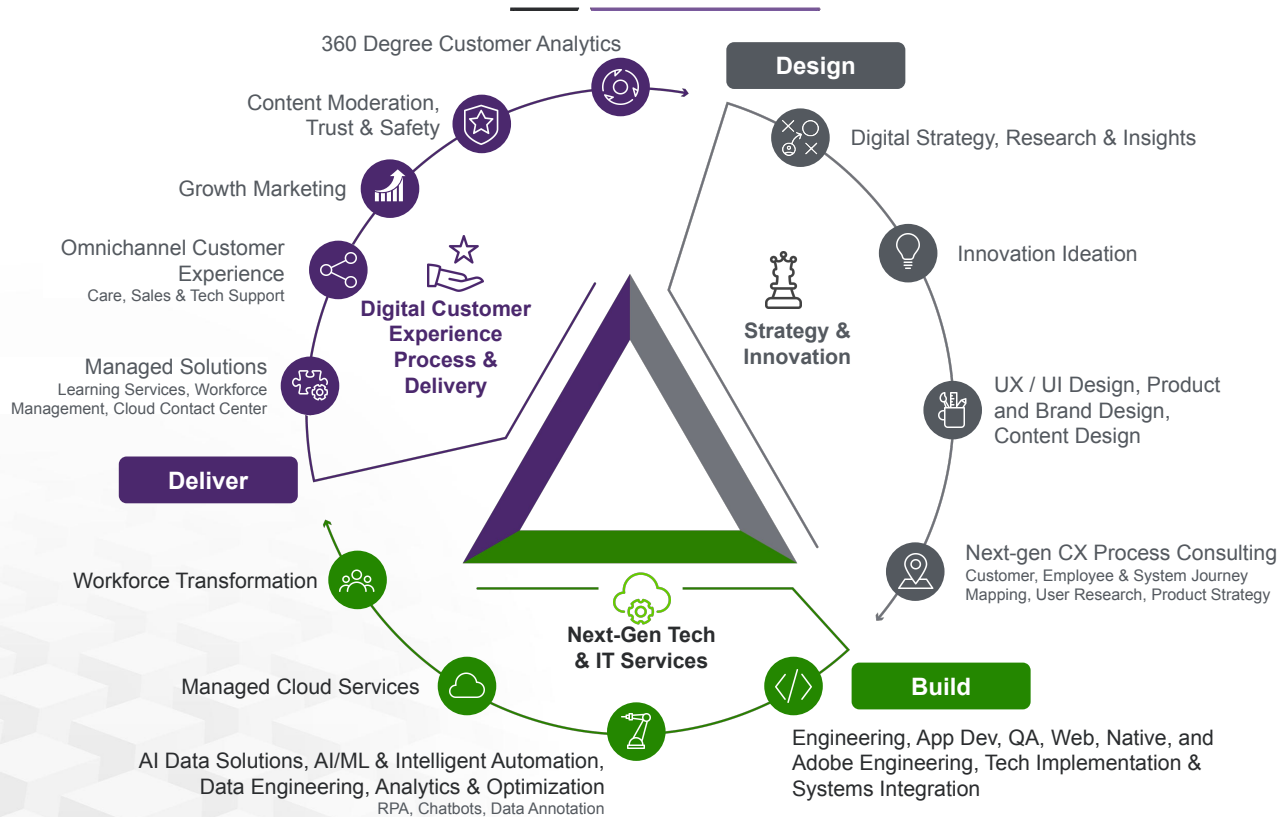 360 Degree Customer Analytics
Design
Content Moderation,
Trust & Safety
Digital Strategy, Research & Insights
Growth Marketing
Omnichannel Customer
Experience
Care, Sales & Tech Support
Innovation Ideation
Digital Customer
Experience
Process &
Delivery
Strategy &
Innovation
Managed Solutions
Learning Services, Workforce
Management, Cloud Contact Center
UX / UI Design, Product
and Brand Design,
Content Design
Deliver
Next-gen CX Process Consulting
Customer, Employee & System Journey
Mapping, User Research, Product Strategy
Workforce Transformation
Next-Gen Tech
& IT Services
Managed Cloud Services
Build
Engineering, App Dev, QA, Web, Native, and
Adobe Engineering, Tech Implementation &
Systems Integration
AI Data Solutions, AI/ML & Intelligent Automation,
Data Engineering, Analytics & Optimization
RPA, Chatbots, Data Annotation